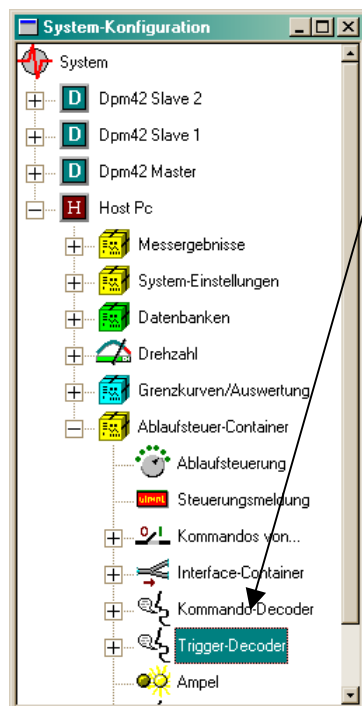 System-Konfiguration
System
D Dpm42 Slave 2
D Dpm42 Slave 1
D Dpm42 Master
H Host Pc
Messergebnisse
System-Einstellungen
Datenbanken
Drehzahl
Grenzkurven/Auswertung
Ablaufsteuer-Container
Ablaufsteuerung
Steuerungsmeldung
Kommandos von...
Interface-Container
Kommando-Decoder
Trigger-Decoder
Ampel